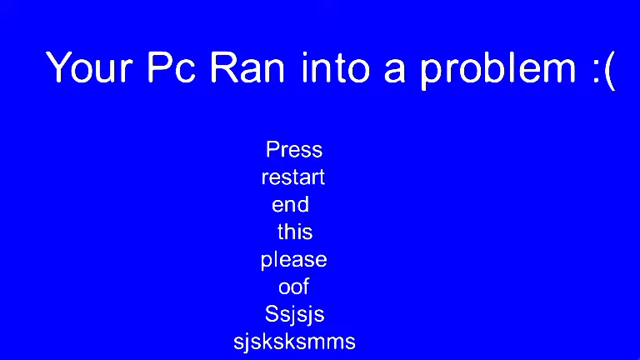 Your Pc Ran into a problem :(
Press
restart
end
this
please
oof
Ssjsjs
sjsksksmms